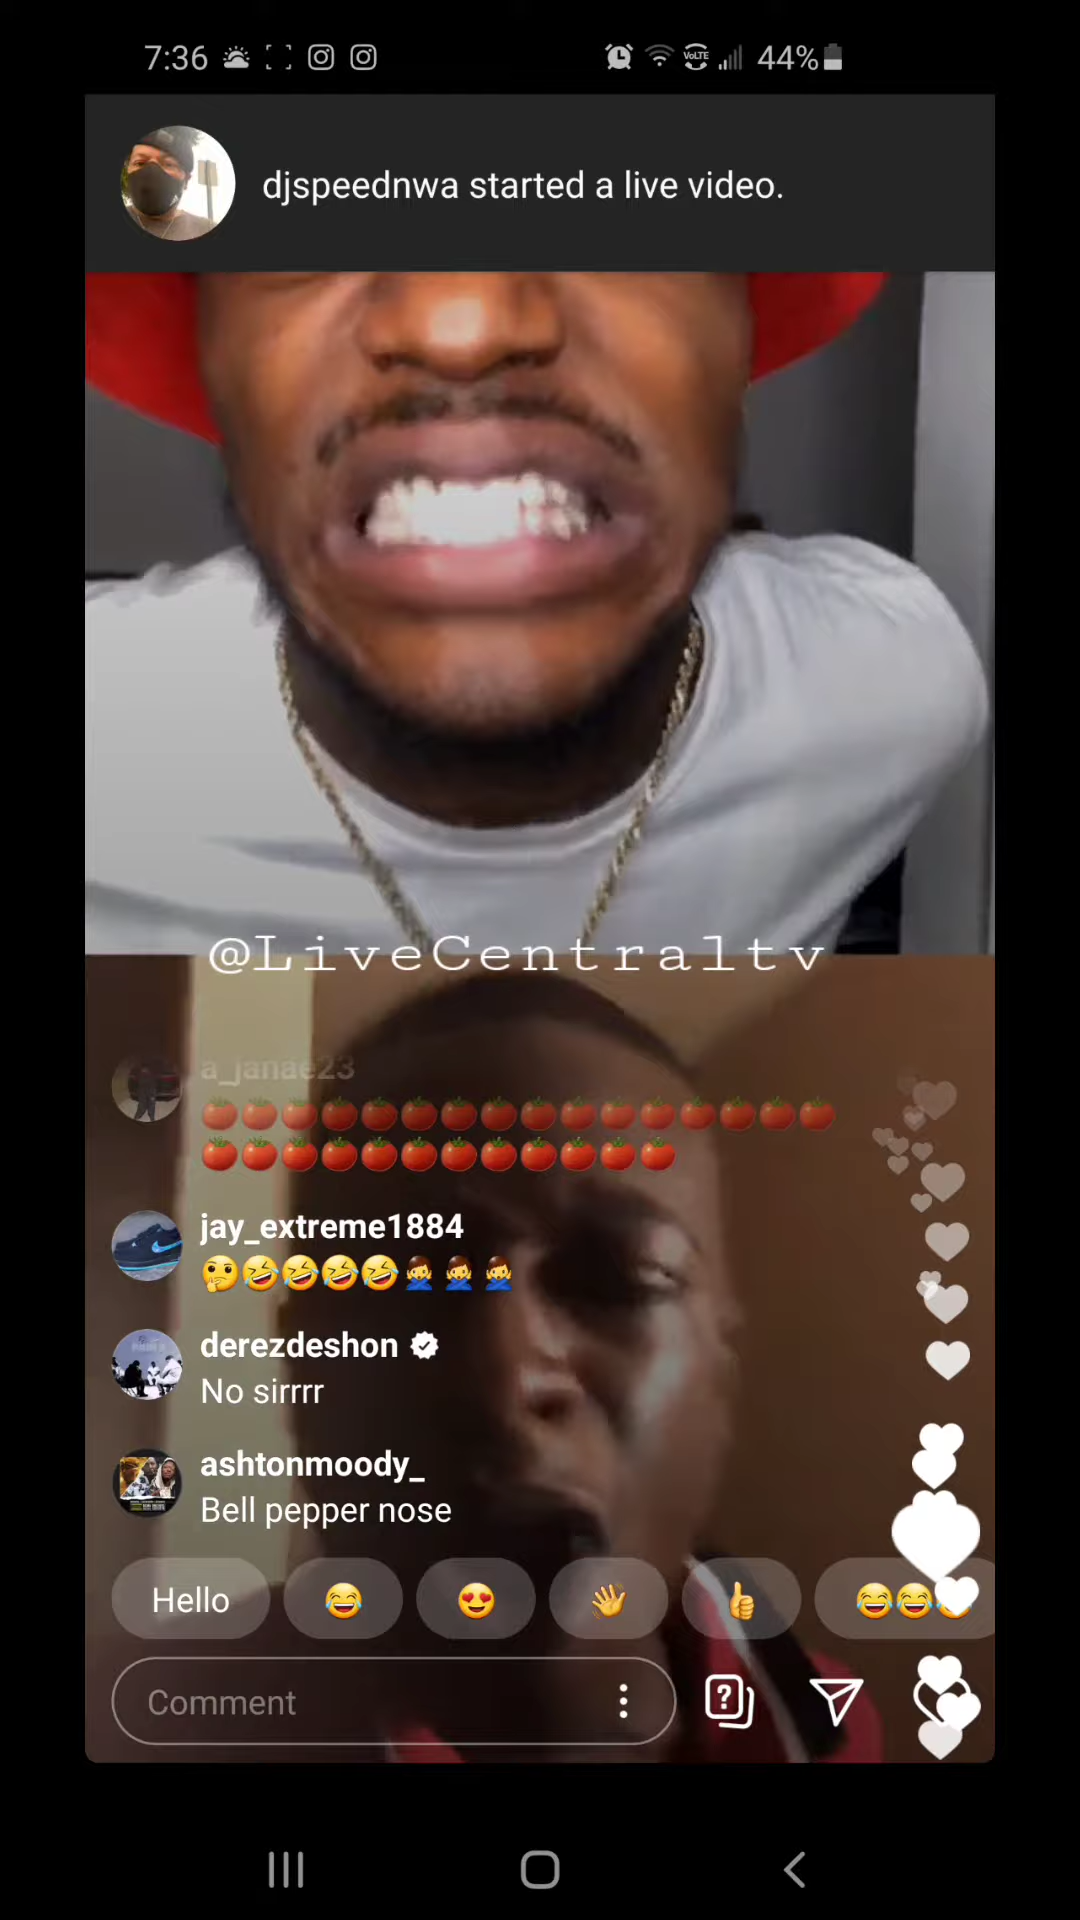 7:36
VoLTE
44%
djspeednwa started a live video.
@LiveCentraltv
a_janae23
🍅🍅🍅🍅🍅🍅🍅🍅🍅🍅🍅🍅🍅🍅🍅🍅
🍅🍅🍅🍅🍅🍅🍅🍅🍅🍅🍅🍅
jay_extreme1884
🤔🤣🤣🤣🤣🙅‍♂️🙅‍♂️🙅‍♂️
derezdeshon
No sirrrr
ashtonmoody_
Bell pepper nose
Hello 😂 😍 👋 👍 😂😂😂
Comment